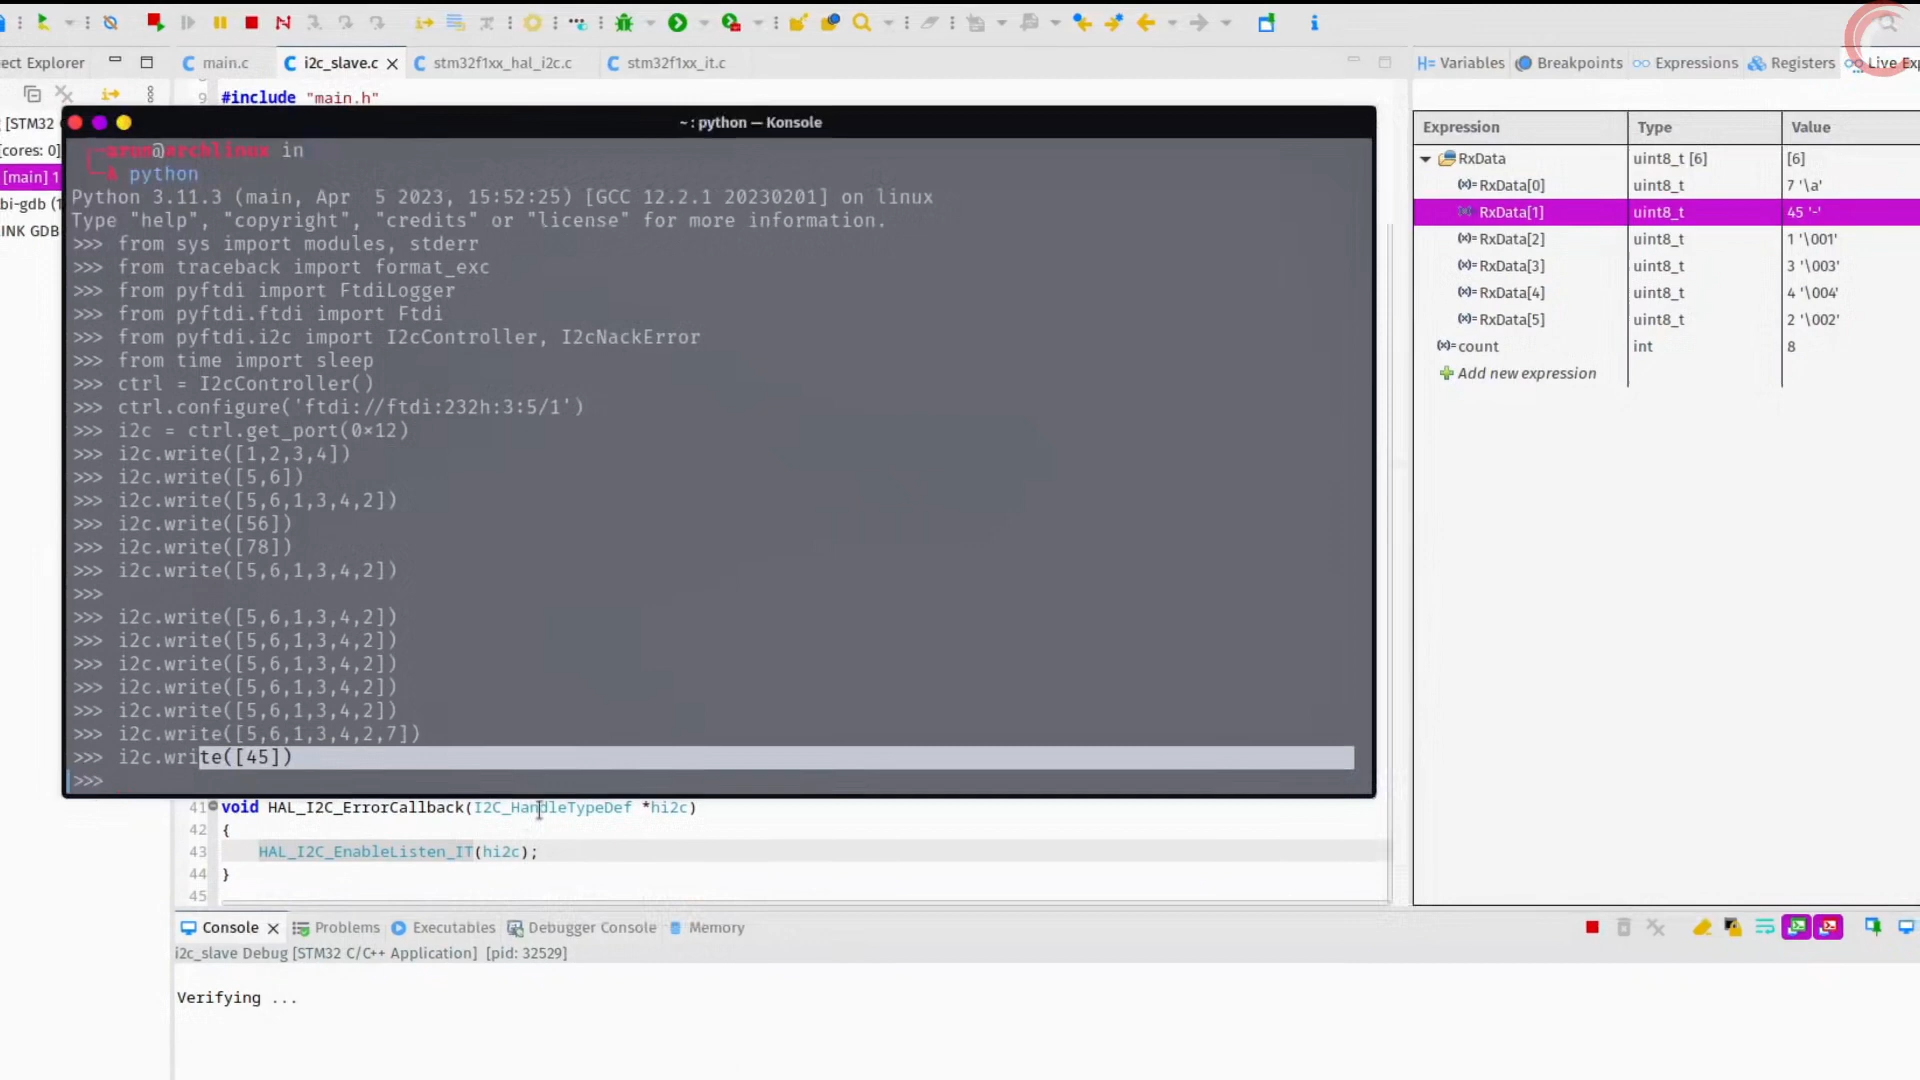 main.c
i2c_slave.c
stm32f1xx_hal_i2c.c
stm32f1xx_it.c
ect Explorer
[STM32
[cores: 0]
[main] 1
bi-gdb (1
INK GDB
9 #include "main.h"
~ : python — Konsole
in
python
Python 3.11.3 (main, Apr  5 2023, 15:52:25) [GCC 12.2.1 20230201] on linux
Type "help", "copyright", "credits" or "license" for more information.
>>> from sys import modules, stderr
>>> from traceback import format_exc
>>> from pyftdi import FtdiLogger
>>> from pyftdi.ftdi import Ftdi
>>> from pyftdi.i2c import I2cController, I2cNackError
>>> from time import sleep
>>> ctrl = I2cController()
>>> ctrl.configure('ftdi://ftdi:232h:3:5/1')
>>> i2c = ctrl.get_port(0×12)
>>> i2c.write([1,2,3,4])
>>> i2c.write([5,6])
>>> i2c.write([5,6,1,3,4,2])
>>> i2c.write([56])
>>> i2c.write([78])
>>> i2c.write([5,6,1,3,4,2])
>>>
>>> i2c.write([5,6,1,3,4,2])
>>> i2c.write([5,6,1,3,4,2])
>>> i2c.write([5,6,1,3,4,2])
>>> i2c.write([5,6,1,3,4,2])
>>> i2c.write([5,6,1,3,4,2])
>>> i2c.write([5,6,1,3,4,2,7])
>>> i2c.write([45])
>>>
41 void HAL_I2C_ErrorCallback(I2C_HandleTypeDef *hi2c)
42 {
43 HAL_I2C_EnableListen_IT(hi2c);
44 }
45
Console
Problems
Executables
Debugger Console
Memory
i2c_slave Debug [STM32 C/C++ Application] [pid: 32529]
Verifying ...
Variables
Breakpoints
Expressions
Registers
Live Exp
Expression Type Value
RxData uint8_t [6] [6]
RxData[0] uint8_t 7 '\a'
RxData[1] uint8_t 45 '-'
RxData[2] uint8_t 1 '\001'
RxData[3] uint8_t 3 '\003'
RxData[4] uint8_t 4 '\004'
RxData[5] uint8_t 2 '\002'
count int 8
Add new expression